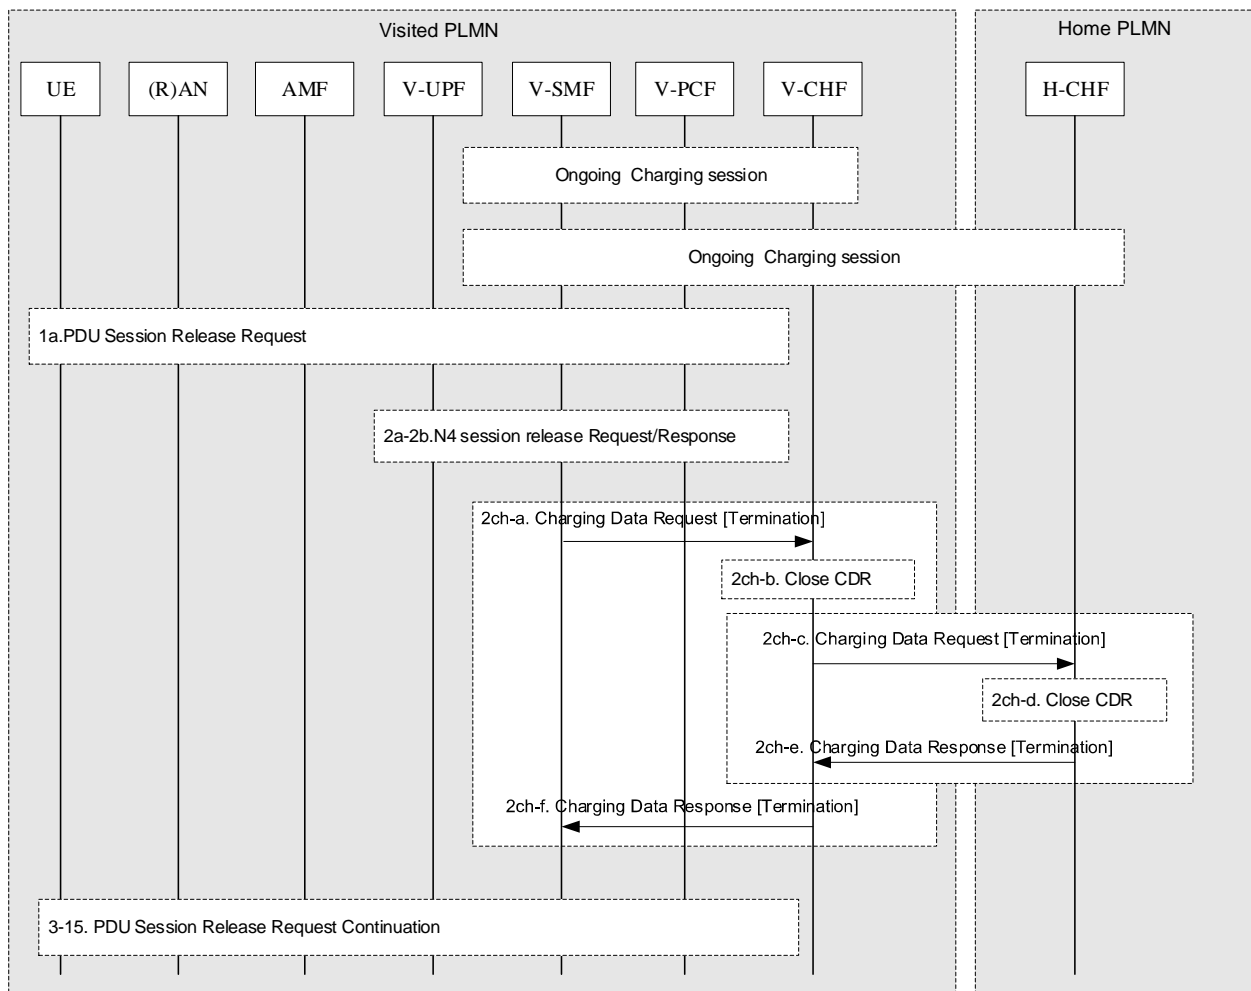 Visited PLMN
Home PLMN
UE
(R)AN
AMF
V-UPF
V-SMF
V-PCF
V-CHF
H-CHF
Ongoing Charging session
Ongoing Charging session
1a.PDU Session Release Request
2a-2b.N4 session release Request/Response
2ch-a. Charging Data Request [Termination]
2ch-b. Close CDR
2ch-c. Charging Data Request [Termination]
2ch-d. Close CDR
2ch-e. Charging Data Response [Termination]
2ch-f. Charging Data Response [Termination]
3-15. PDU Session Release Request Continuation